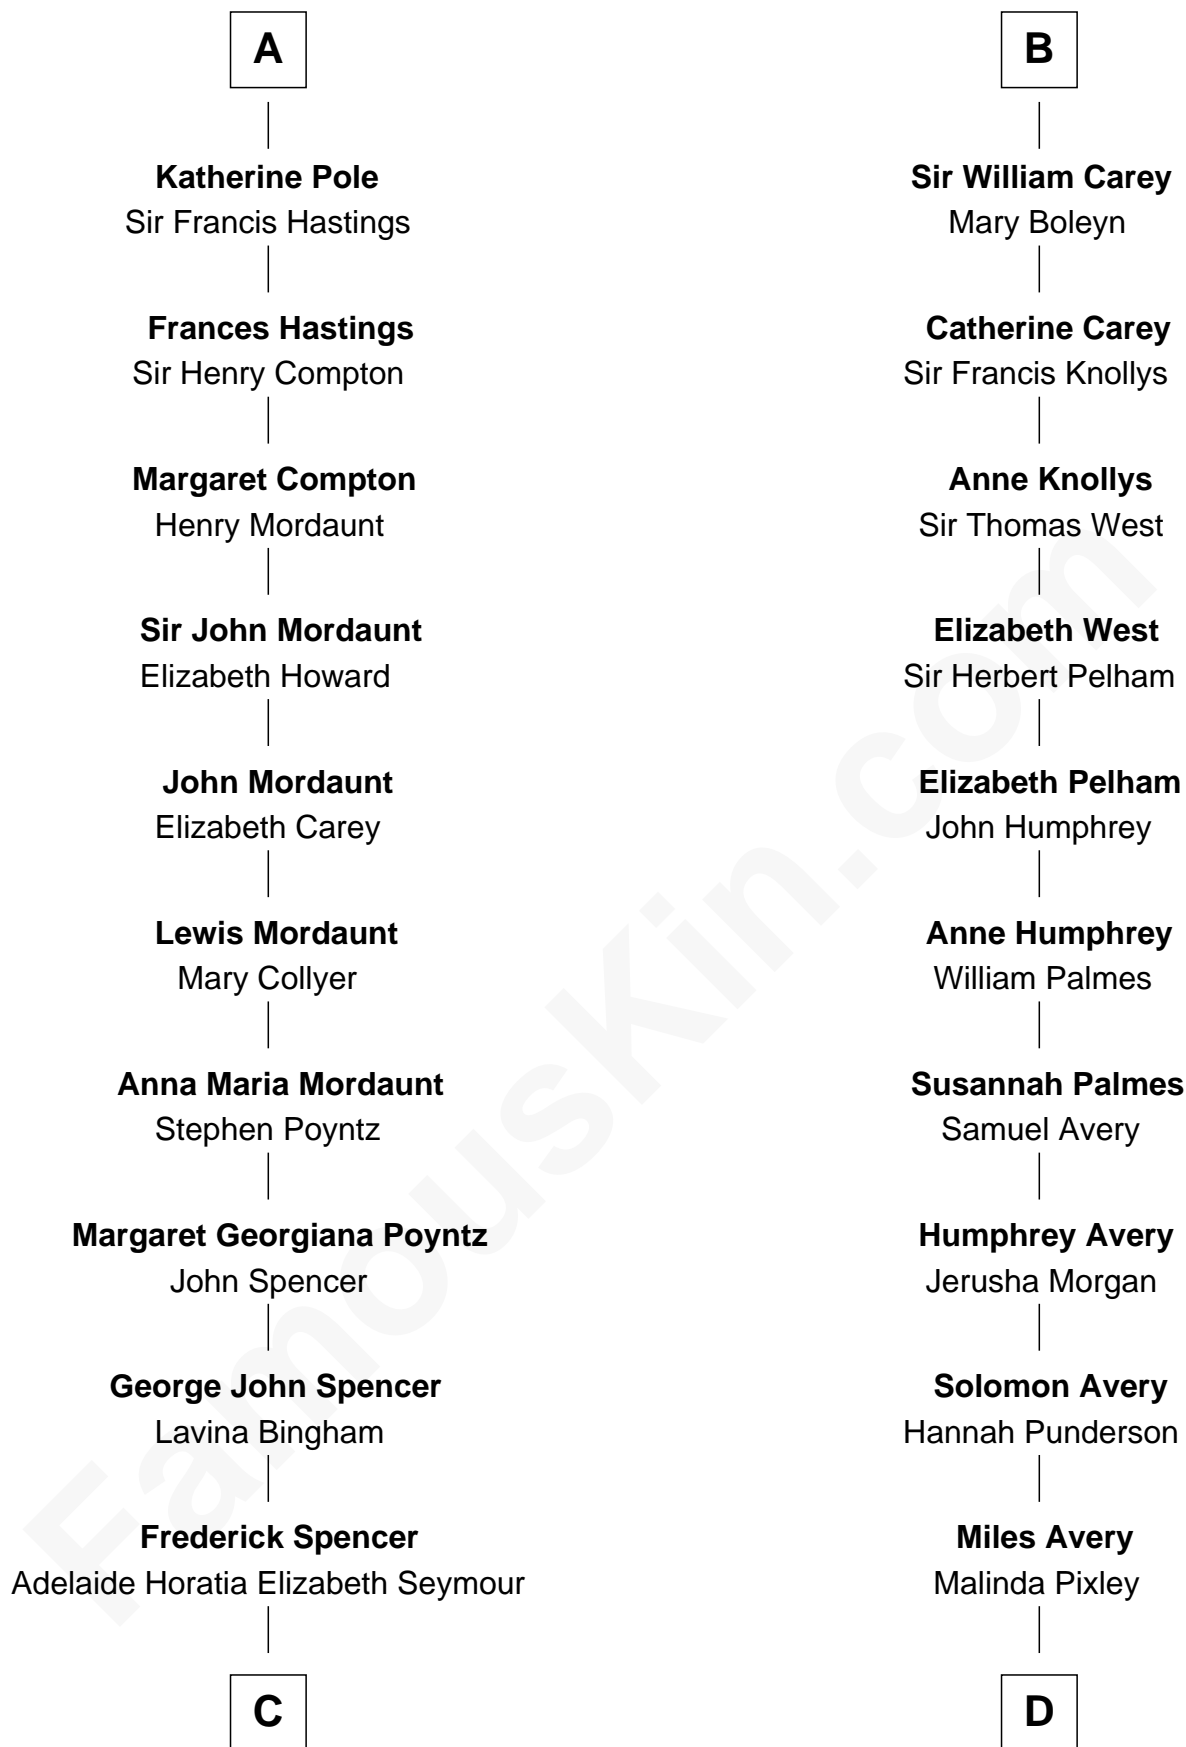 A
Katherine Pole
Sir Francis Hastings
Frances Hastings
Sir Henry Compton
Margaret Compton
Henry Mordaunt
Sir John Mordaunt
Elizabeth Howard
John Mordaunt
Elizabeth Carey
Lewis Mordaunt
Mary Collyer
Anna Maria Mordaunt
Stephen Poyntz
Margaret Georgiana Poyntz
John Spencer
George John Spencer
Lavina Bingham
Frederick Spencer
Adelaide Horatia Elizabeth Seymour
C
B
Sir William Carey
Mary Boleyn
Catherine Carey
Sir Francis Knollys
Anne Knollys
Sir Thomas West
Elizabeth West
Sir Herbert Pelham
Elizabeth Pelham
John Humphrey
Anne Humphrey
William Palmes
Susannah Palmes
Samuel Avery
Humphrey Avery
Jerusha Morgan
Solomon Avery
Hannah Punderson
Miles Avery
Malinda Pixley
D
FamousKin.com